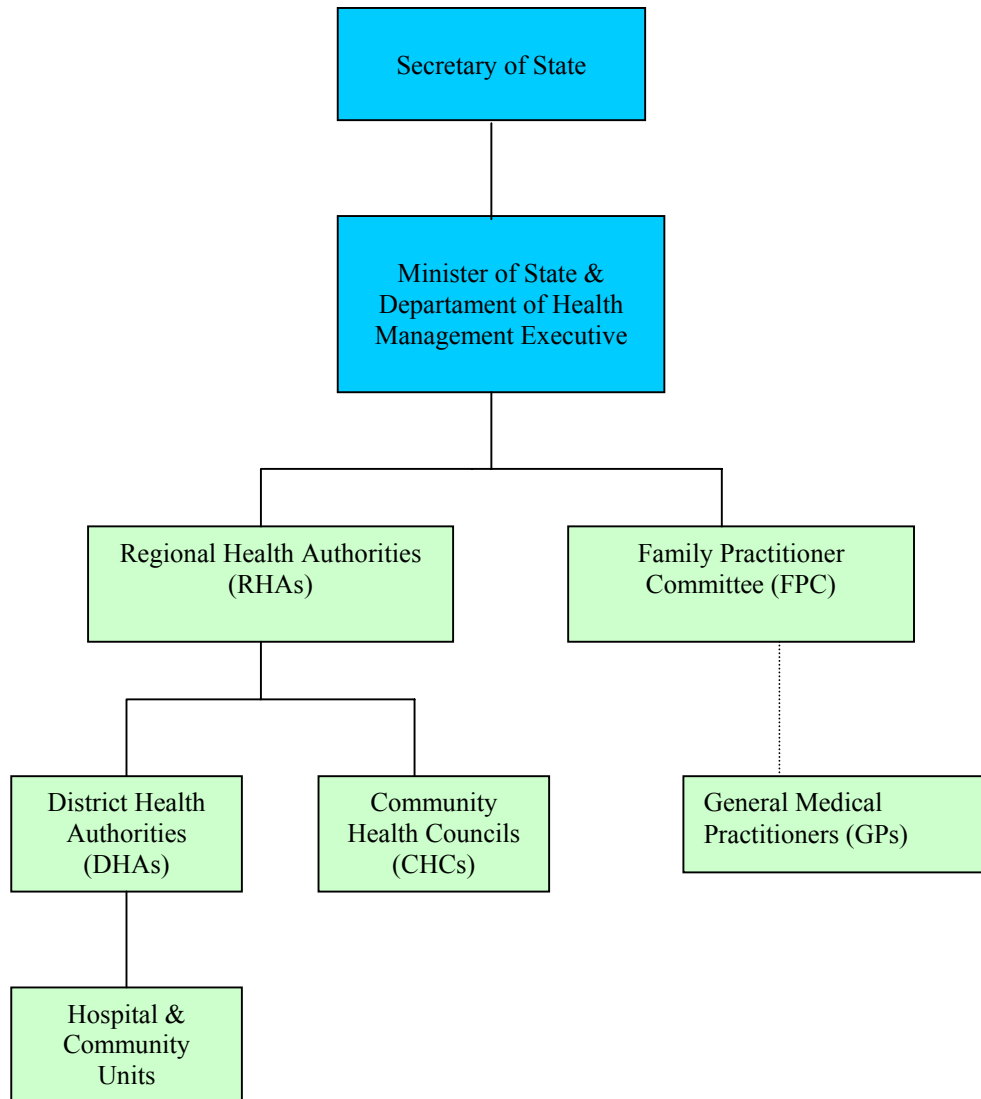 Secretary of State
Minister of State &
Departament of Health
Management Executive
Regional Health Authorities
(RHAs)
Family Practitioner
Committee (FPC)
District Health
Authorities
(DHAs)
Community
Health Councils
(CHCs)
General Medical
Practitioners (GPs)
Hospital &
Community
Units